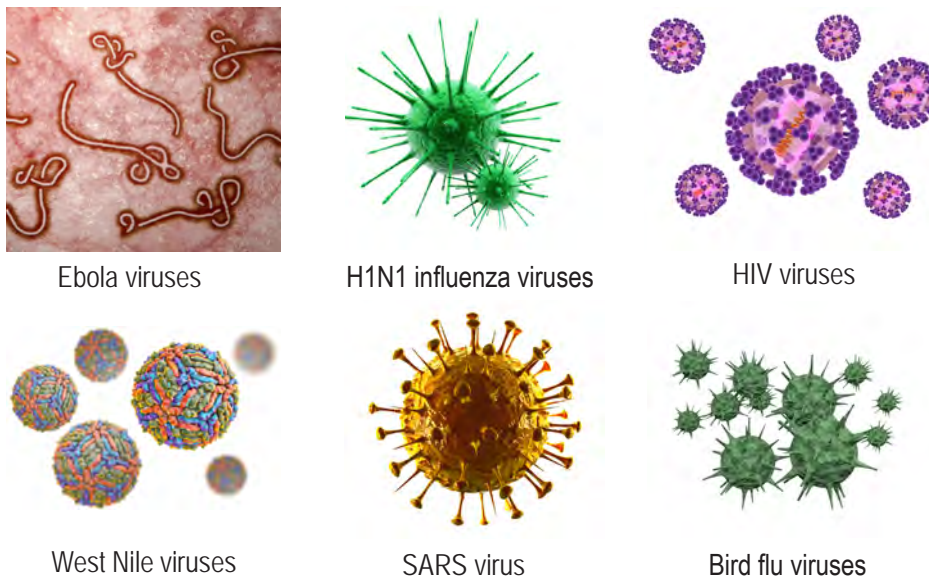 Ebola viruses
H1N1 influenza viruses
HIV viruses
West Nile viruses
SARS virus
Bird flu viruses